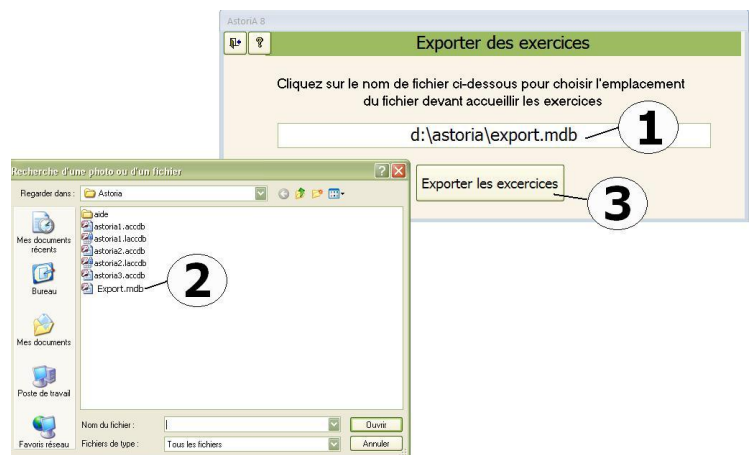 AstoriA 8
Exporter des exercices
Cliquez sur le nom de fichier ci-dessous pour choisir l'emplacement
du fichier devant accueillir les exercices
d:\astoria\export.mdb
1
Exporter les excercices
3
Recherche d'une photo ou d'un fichier
Regarder dans :
Astoria
aide
astoria1.accdb
astoria1.laccdb
astoria2.accdb
astoria2.laccdb
astoria3.accdb
Export.mdb
2
Mes documents
récents
Bureau
Mes documents
Poste de travail
Favoris réseau
Nom du fichier :
Ouvrir
Fichiers de type :
Tous les fichiers
Annuler